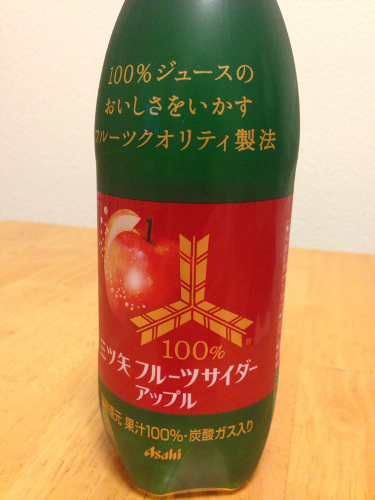 100%ジュースの
おいしさをいかす
フルーツクオリティ製法
100%
三ツ矢 フルーツサイダー
アップル
還元 果汁100%・炭酸ガス入り
Asahi